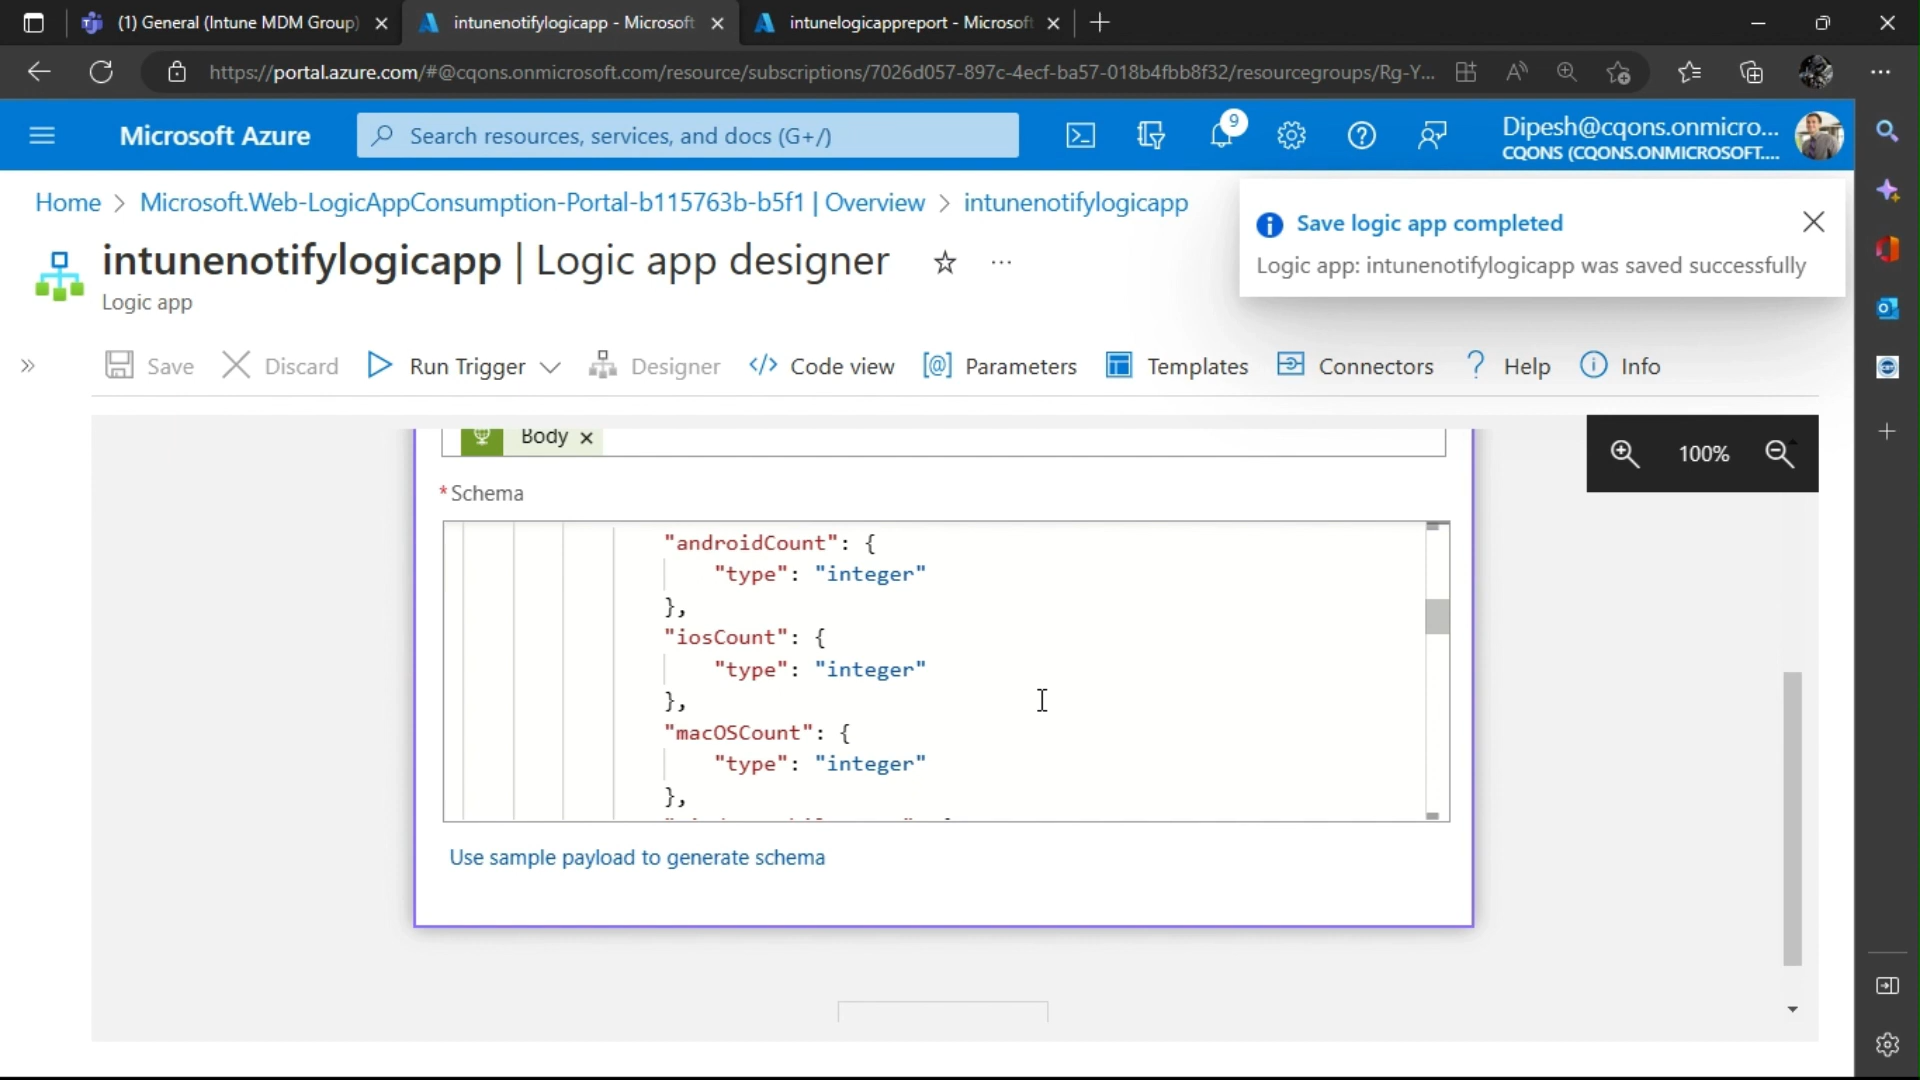 (1) General (Intune MDM Group)
intunenotifylogicapp - Microsoft
intunelogicappreport - Microsoft
https://portal.azure.com/#@cqons.onmicrosoft.com/resource/subscriptions/7026d057-897c-4ecf-ba57-018b4fbb8f32/resourcegroups/Rg-Y...
Microsoft Azure
Search resources, services, and docs (G+/)
9
Dipesh@cqons.onmicro...
CQONS (CQONS.ONMICROSOFT....
Home > Microsoft.Web-LogicAppConsumption-Portal-b115763b-b5f1 | Overview > intunenotifylogicapp
Save logic app completed
Logic app: intunenotifylogicapp was saved successfully
intunenotifylogicapp | Logic app designer
Logic app
Save Discard Run Trigger Designer Code view Parameters Templates Connectors Help Info
Body
100%
* Schema
"androidCount": {
"type": "integer"
},
"iosCount": {
"type": "integer"
},
"macOSCount": {
"type": "integer"
},
Use sample payload to generate schema